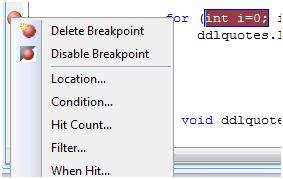 for (int i=0; i
Delete Breakpoint
ddlquotes.I
Disable Breakpoint
Location...
Condition...
Hit Count...
void ddlquote
Filter...
When Hit...